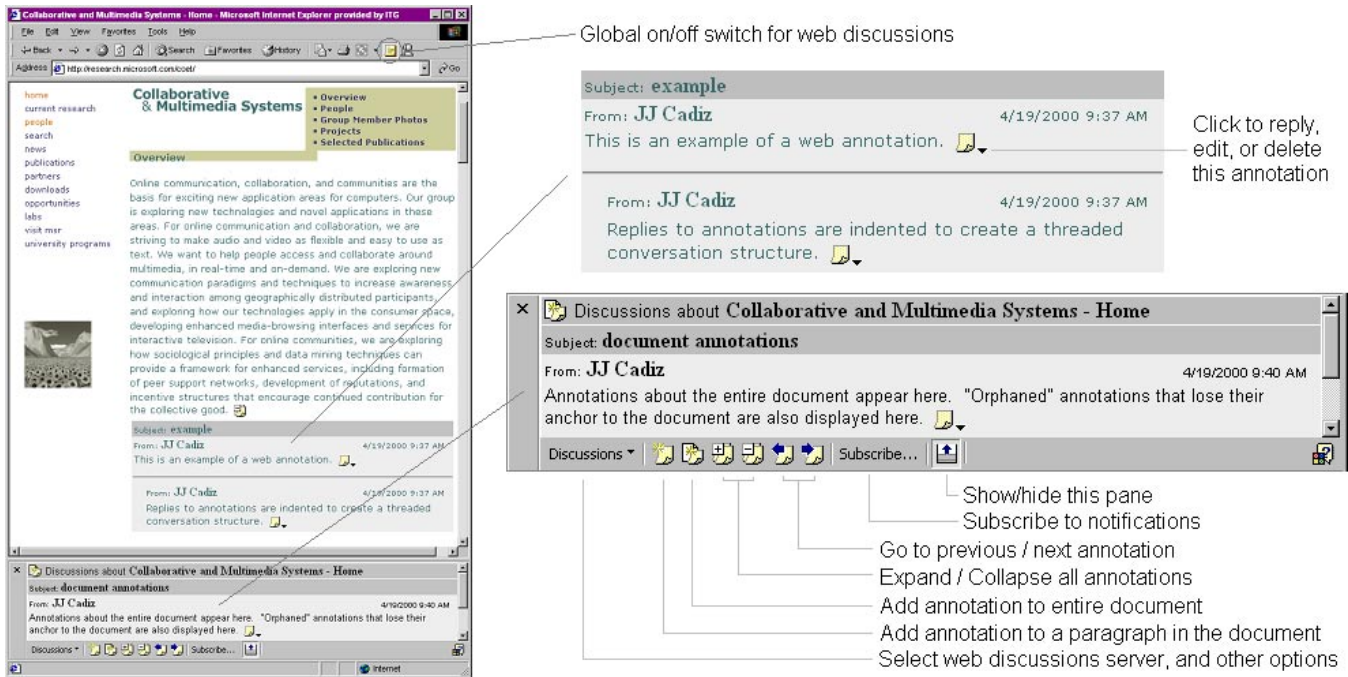 Collaborative and Multimedia Systems - Home - Microsoft Internet Explorer provided by ITG
File Edit View Favorites Tools Help
Back Search Favorites History
Address http://research.microsoft.com/coet/ Go
home
current research
people
search
news
publications
partners
downloads
opportunities
labs
visit msr
university programs
Collaborative
& Multimedia Systems
• Overview
• People
• Group Member Photos
• Projects
• Selected Publications
Overview
Online communication, collaboration, and communities are the
basis for exciting new application areas for computers. Our group
is exploring new technologies and novel applications in these
areas. For online communication and collaboration, we are
striving to make audio and video as flexible and easy to use as
text. We want to help people access and collaborate around
multimedia, in real-time and on-demand. We are exploring new
communication paradigms and techniques to increase awareness
and interaction among geographically distributed participants,
and exploring how our technologies apply in the consumer space,
developing enhanced media-browsing interfaces and services for
interactive television. For online communities, we are exploring
how sociological principles and data mining techniques can
provide a framework for enhanced services, including formation
of peer support networks, development of reputations, and
incentive structures that encourage continued contribution for
the collective good.
Subject: example
From: JJ Cadiz 4/19/2000 9:37 AM
This is an example of a web annotation.
From: JJ Cadiz 4/19/2000 9:37 AM
Replies to annotations are indented to create a threaded
conversation structure.
× Discussions about Collaborative and Multimedia Systems - Home
Subject: document annotations
From: JJ Cadiz 4/19/2000 9:40 AM
Annotations about the entire document appear here. "Orphaned" annotations that lose their
anchor to the document are also displayed here.
Discussions Subscribe...
Internet
Global on/off switch for web discussions
Subject: example
From: JJ Cadiz 4/19/2000 9:37 AM
This is an example of a web annotation.
Click to reply,
edit, or delete
this annotation
From: JJ Cadiz 4/19/2000 9:37 AM
Replies to annotations are indented to create a threaded
conversation structure.
× Discussions about Collaborative and Multimedia Systems - Home
Subject: document annotations
From: JJ Cadiz 4/19/2000 9:40 AM
Annotations about the entire document appear here. "Orphaned" annotations that lose their
anchor to the document are also displayed here.
Discussions Subscribe...
Show/hide this pane
Subscribe to notifications
Go to previous / next annotation
Expand / Collapse all annotations
Add annotation to entire document
Add annotation to a paragraph in the document
Select web discussions server, and other options